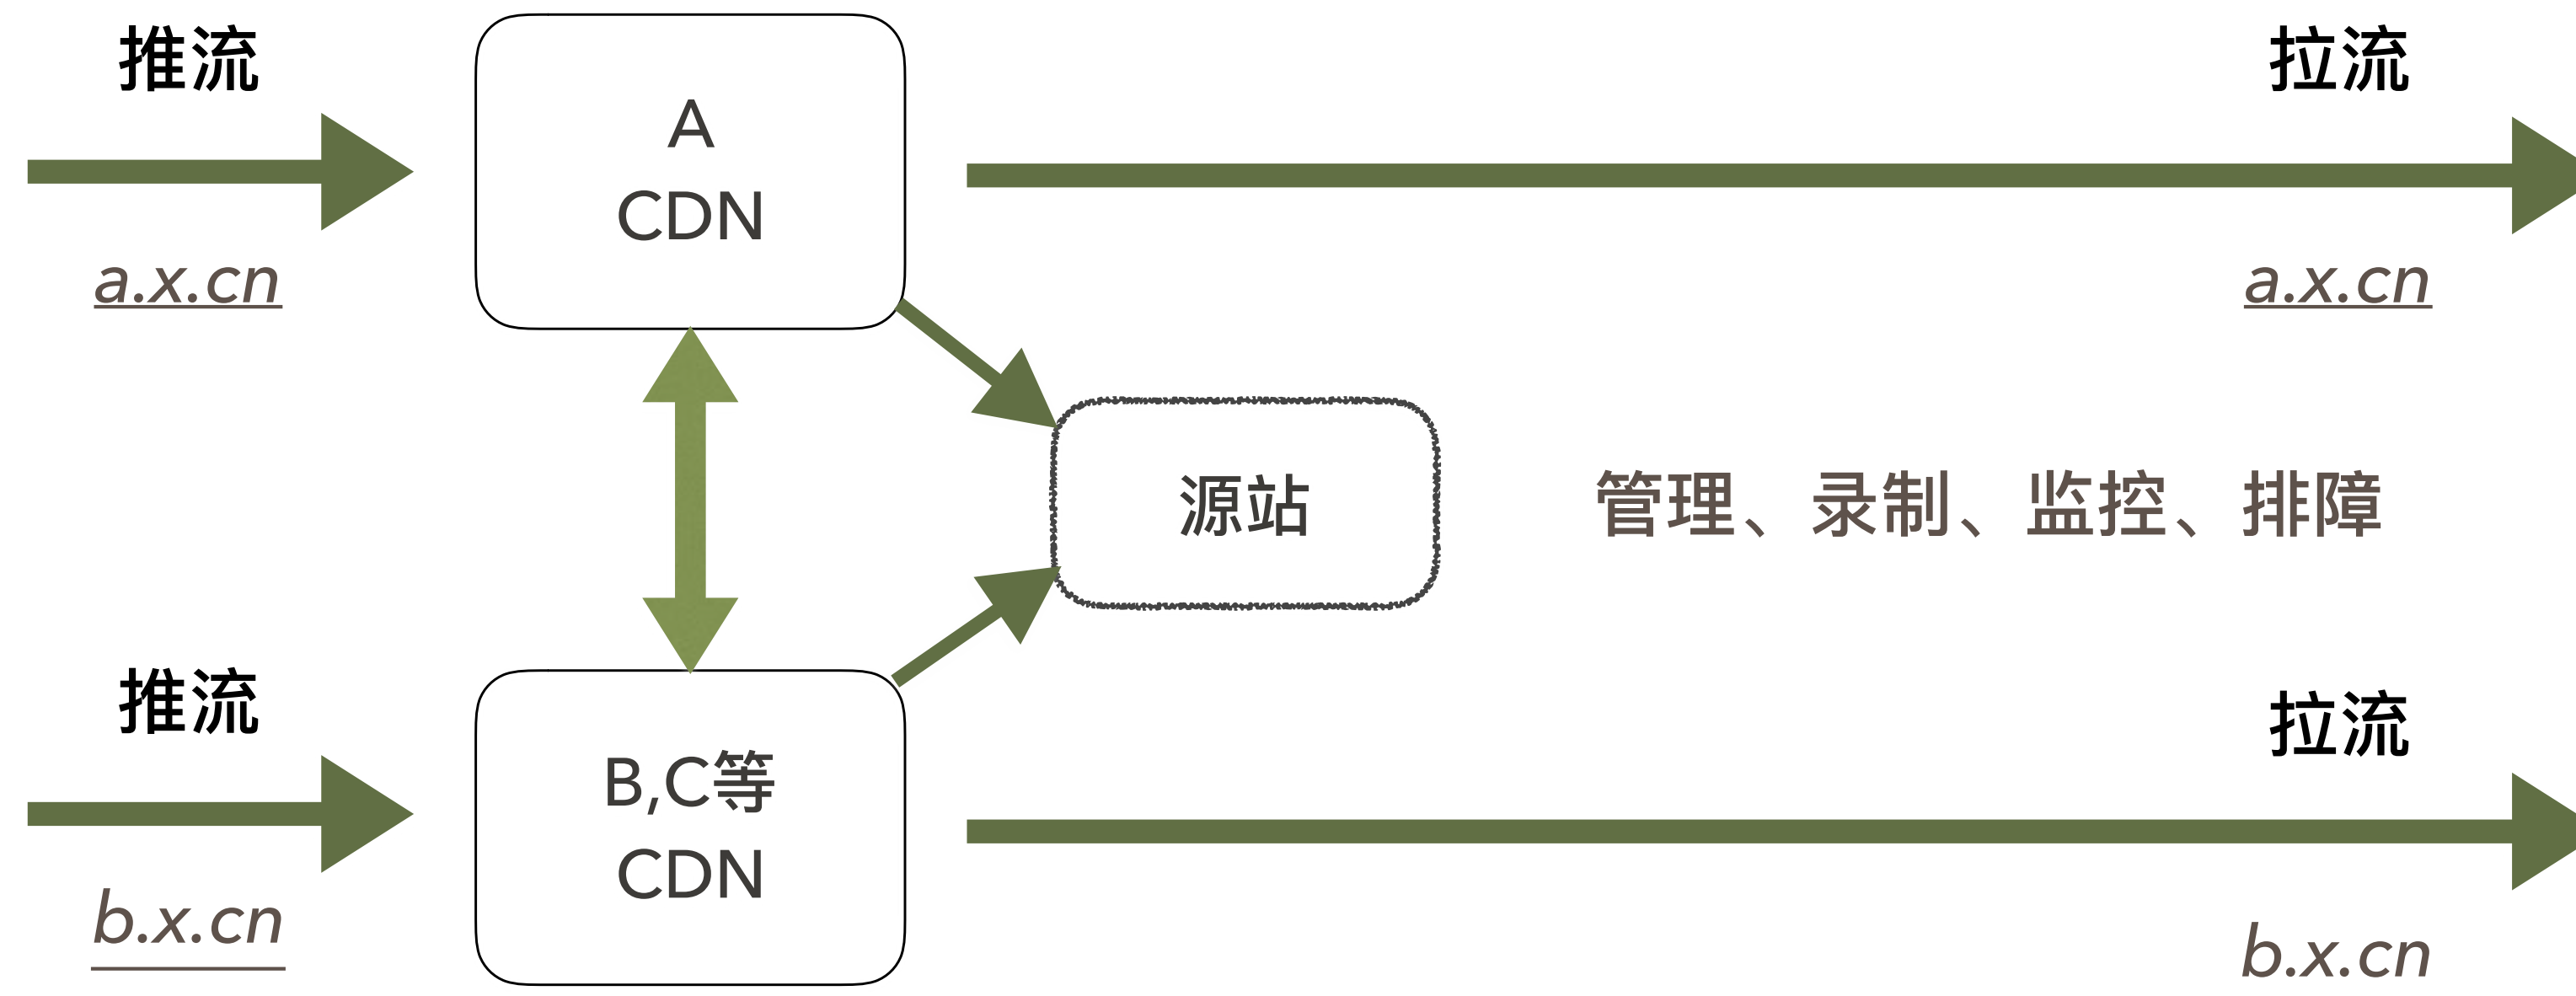 推流
拉流
A
CDN
a.x.cn
a.x.cn
源站
管理、录制、监控、排障
推流
拉流
B,C等
CDN
b.x.cn
b.x.cn